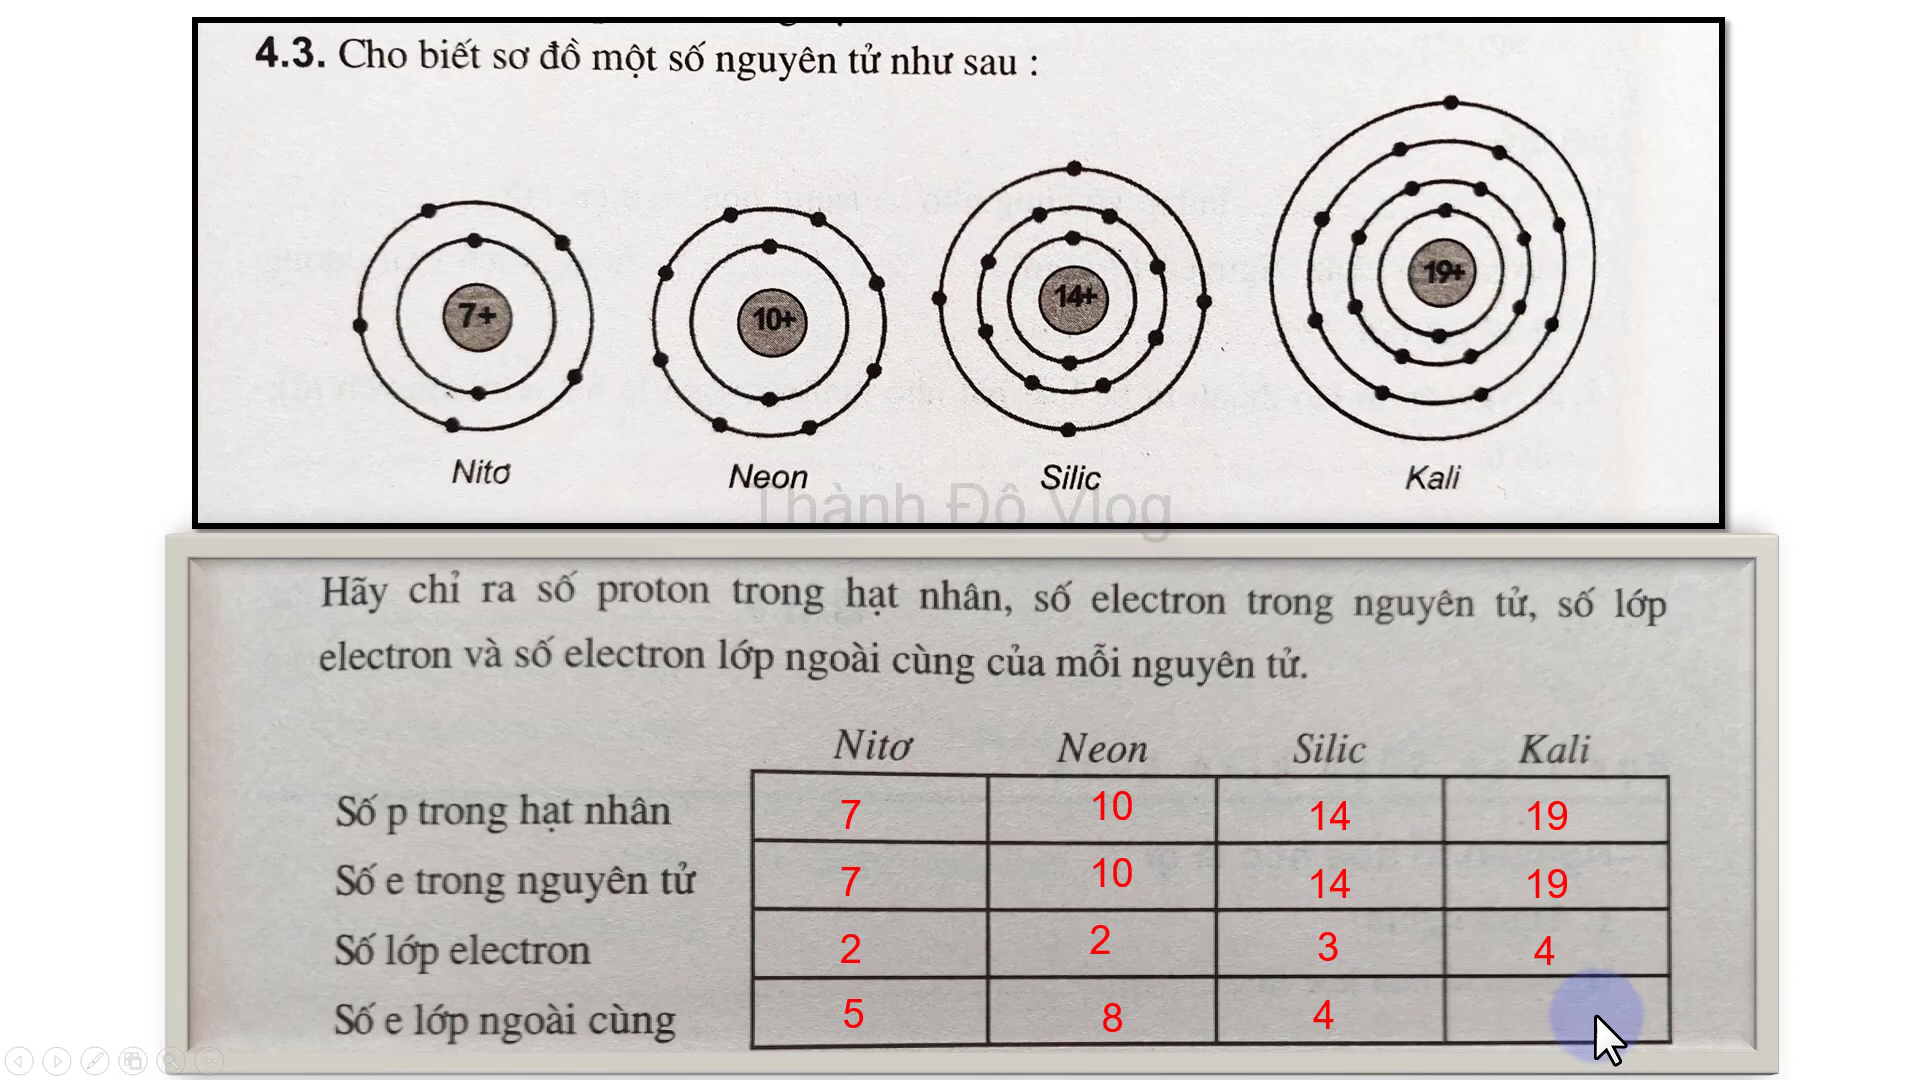 4.3. Cho biết sơ đồ một số nguyên tử như sau :
7+ 10+ 14+ 19+
Nitơ Neon Silic Kali
Thành Đô Vlog
Hãy chỉ ra số proton trong hạt nhân, số electron trong nguyên tử, số lớp
electron và số electron lớp ngoài cùng của mỗi nguyên tử.
Nitơ Neon Silic Kali
Số p trong hạt nhân 7 10 14 19
Số e trong nguyên tử 7 10 14 19
Số lớp electron 2 2 3 4
Số e lớp ngoài cùng 5 8 4